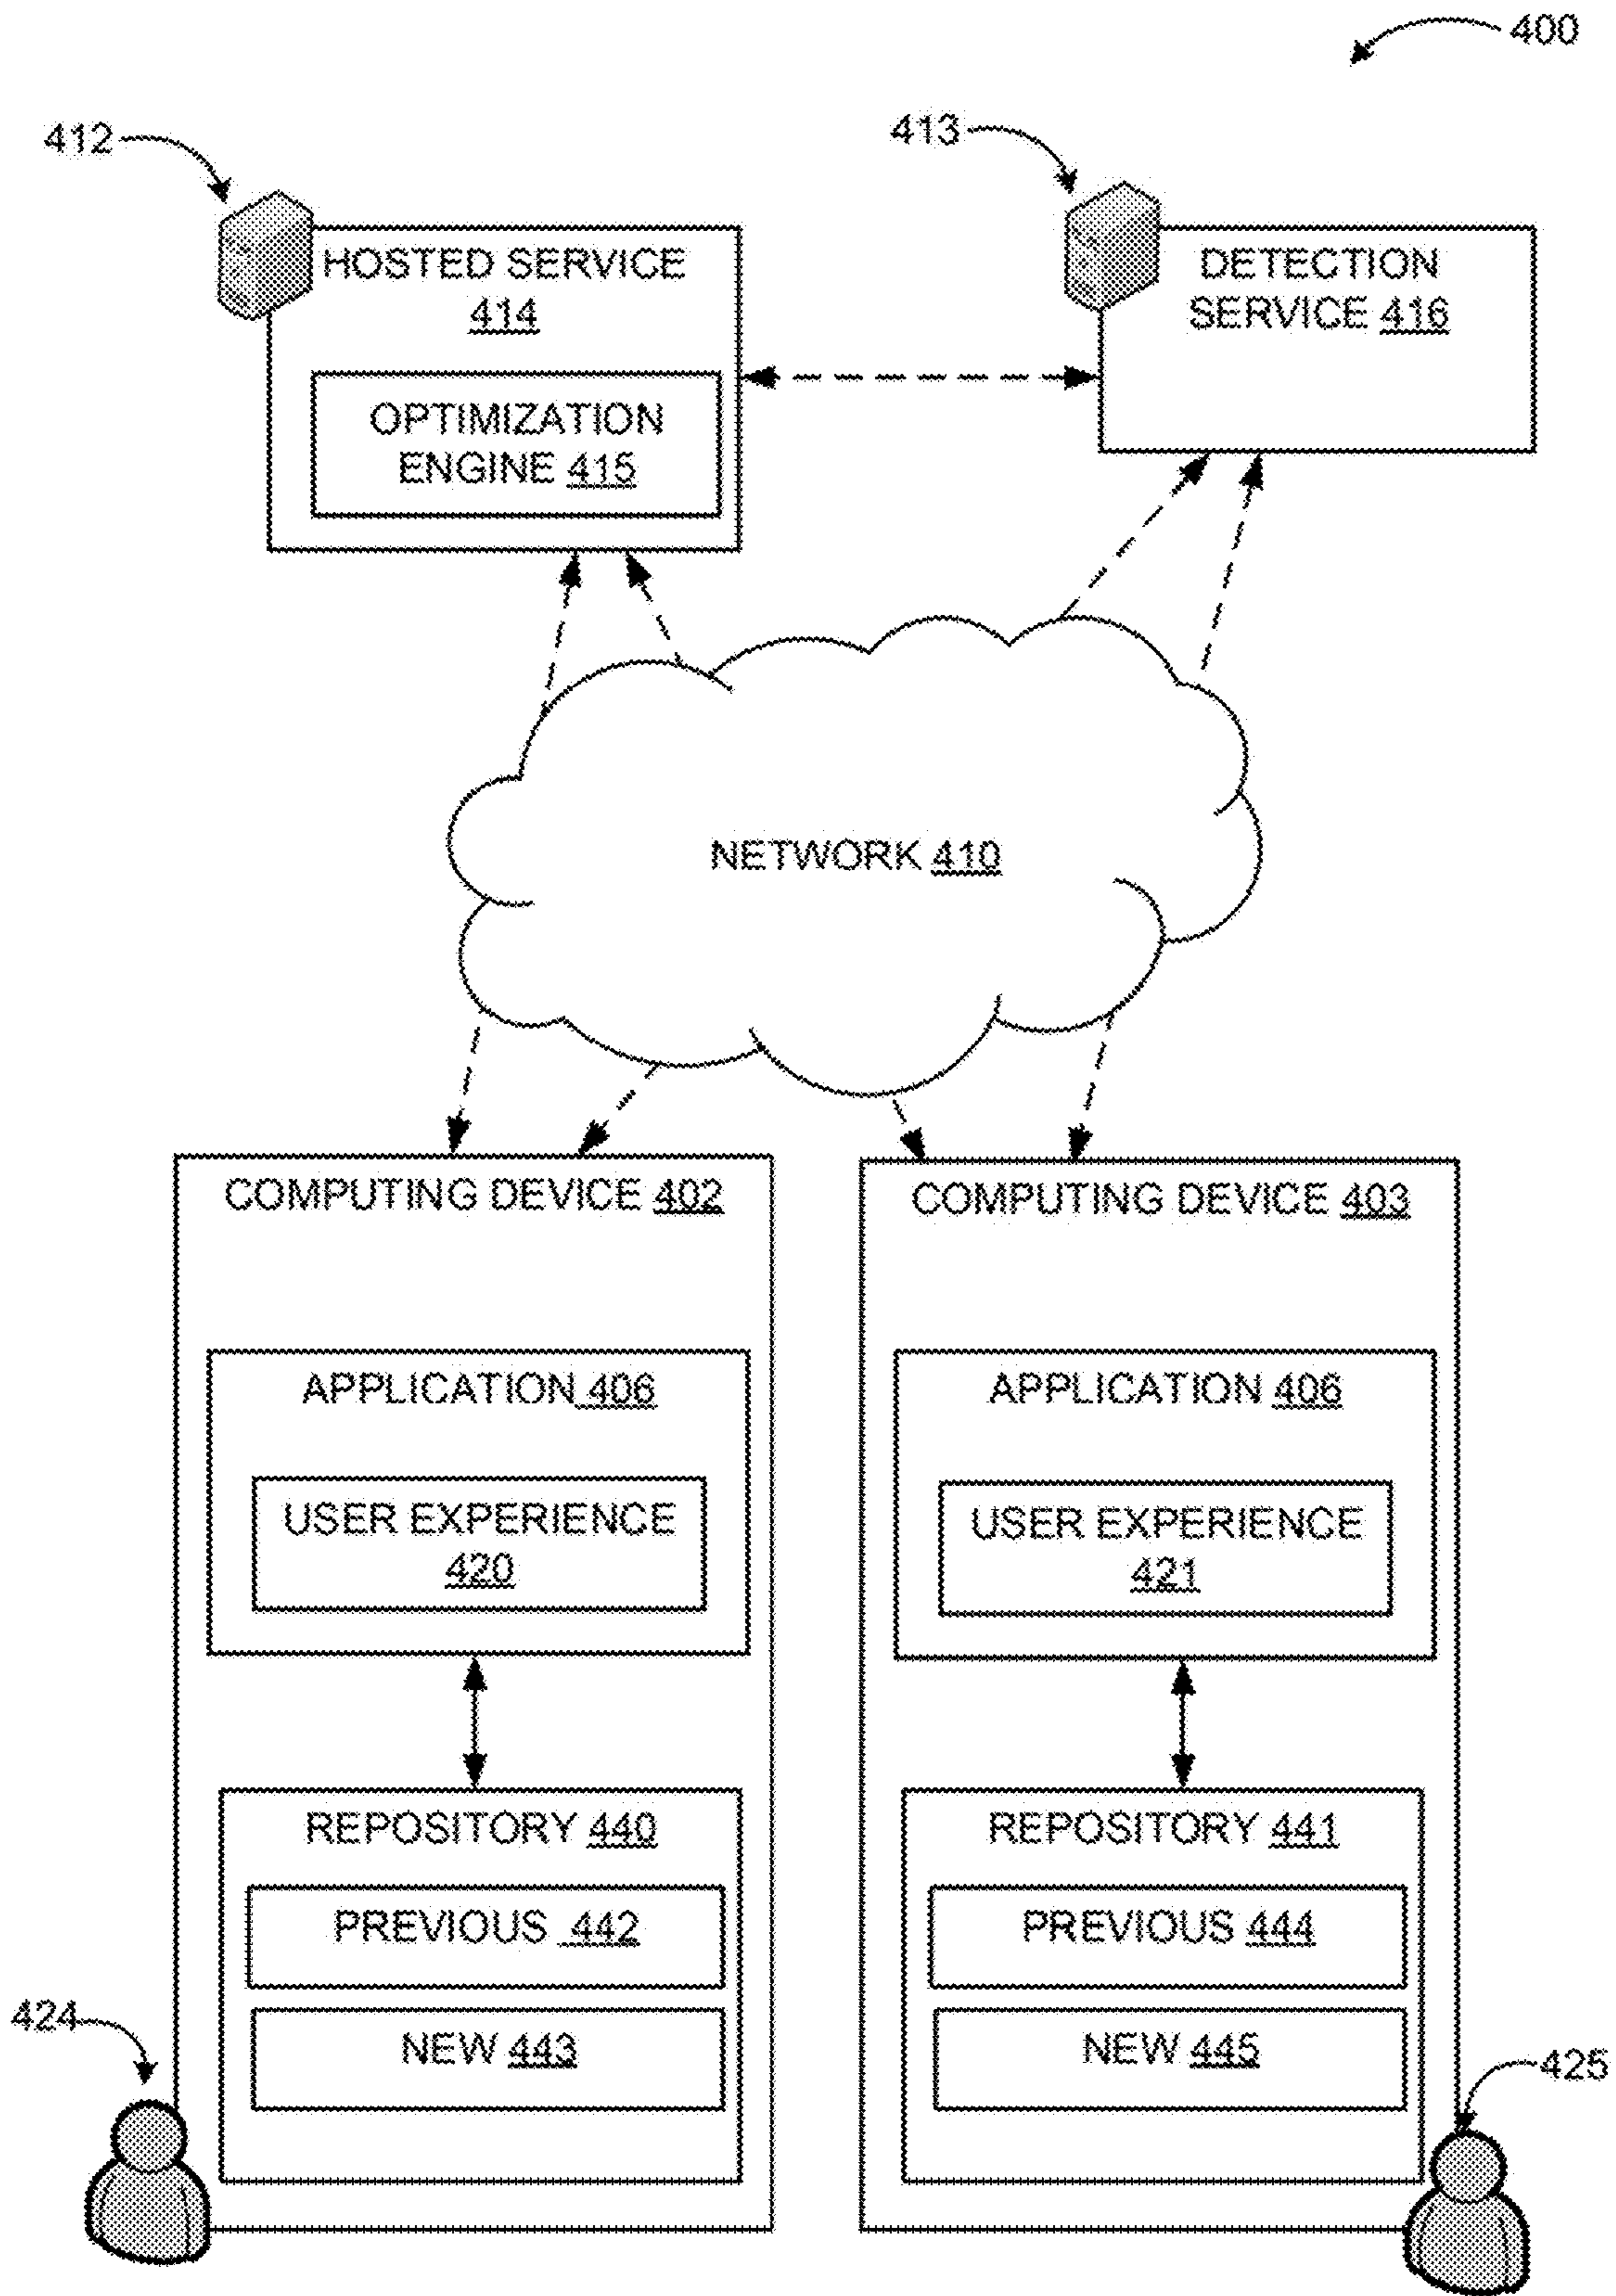 400
412
413
HOSTED SERVICE
414
DETECTION
SERVICE 416
OPTIMIZATION
ENGINE 415
NETWORK 410
COMPUTING DEVICE 402
COMPUTING DEVICE 403
APPLICATION 406
APPLICATION 406
USER EXPERIENCE
420
USER EXPERIENCE
421
REPOSITORY 440
REPOSITORY 441
PREVIOUS 442
PREVIOUS 444
NEW 443
NEW 445
424
425